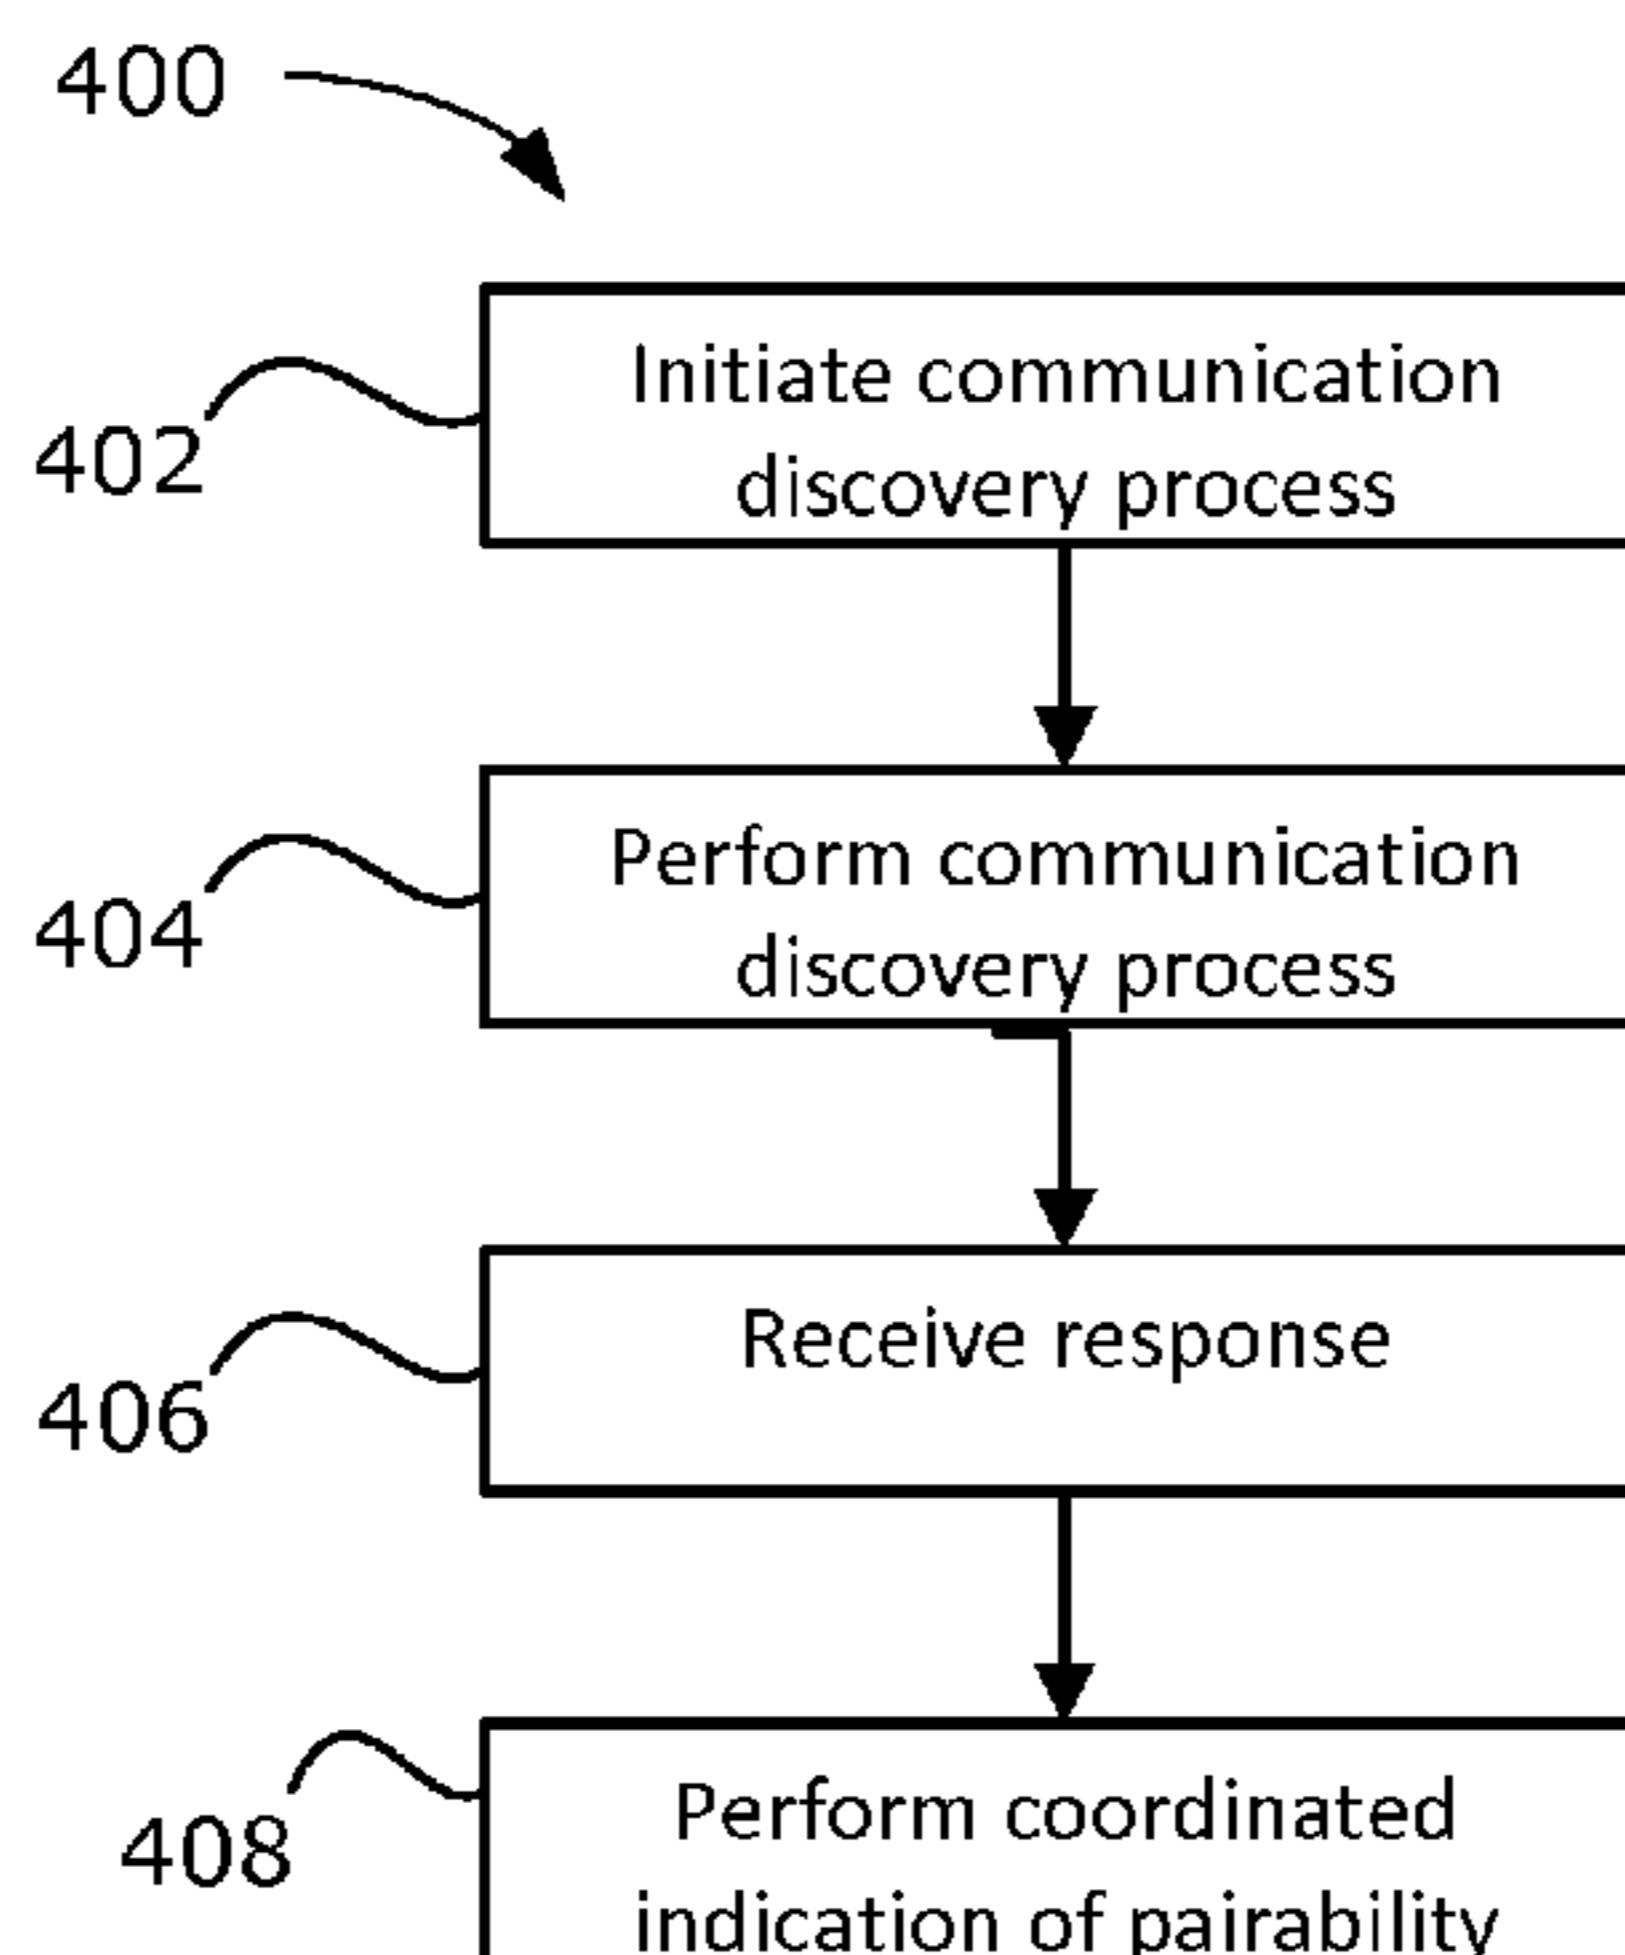 400
Initiate communication
discovery process
402
Perform communication
discovery process
404
Receive response
406
Perform coordinated
indication of pairability
408